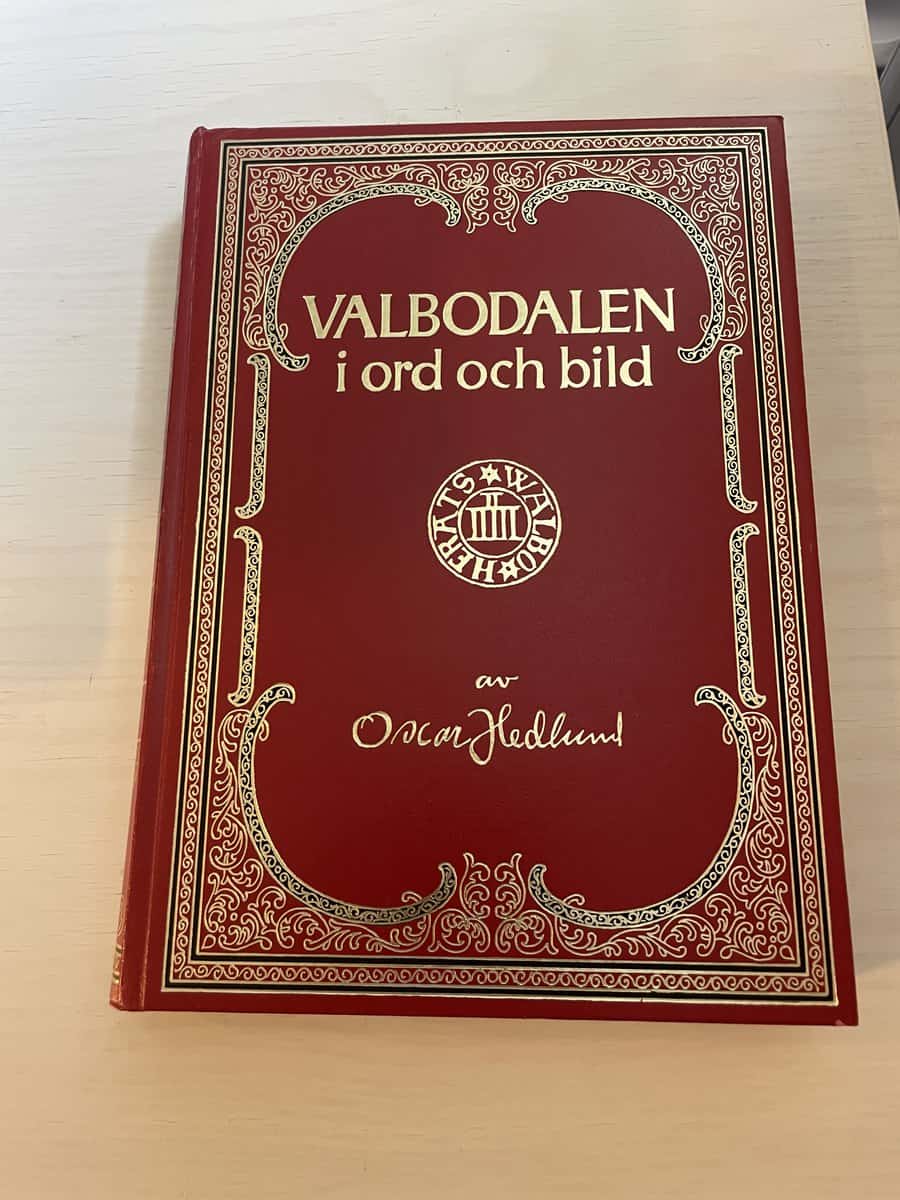 VALBODALEN
i ord och bild
WALBO HERATS
av
Oscar Hedlund